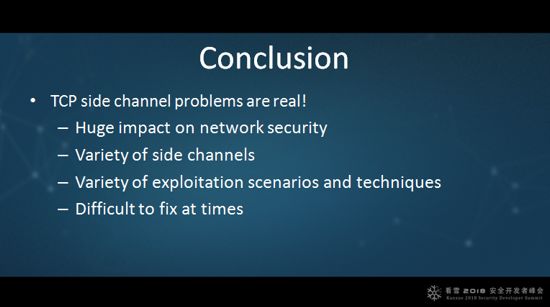 Conclusion
• TCP side channel problems are real!
– Huge impact on network security
– Variety of side channels
– Variety of exploitation scenarios and techniques
– Difficult to fix at times
看雪 2018 安全开发者峰会
Kanxue 2018 Security Developer Summit